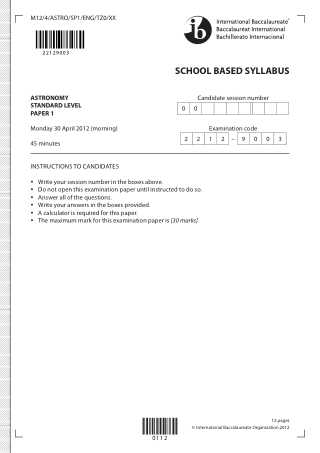 M12/4/ASTRO/SP1/ENG/TZ0/XX
22129003
ib
International Baccalaureate®
Baccalauréat International
Bachillerato Internacional
SCHOOL BASED SYLLABUS
ASTRONOMY
STANDARD LEVEL
PAPER 1
Monday 30 April 2012 (morning)
45 minutes
Candidate session number
0 0
Examination code
2 2 1 2 – 9 0 0 3
INSTRUCTIONS TO CANDIDATES
• Write your session number in the boxes above.
• Do not open this examination paper until instructed to do so.
• Answer all of the questions.
• Write your answers in the boxes provided.
• A calculator is required for this paper.
• The maximum mark for this examination paper is [30 marks].
12 pages
© International Baccalaureate Organization 2012
0112